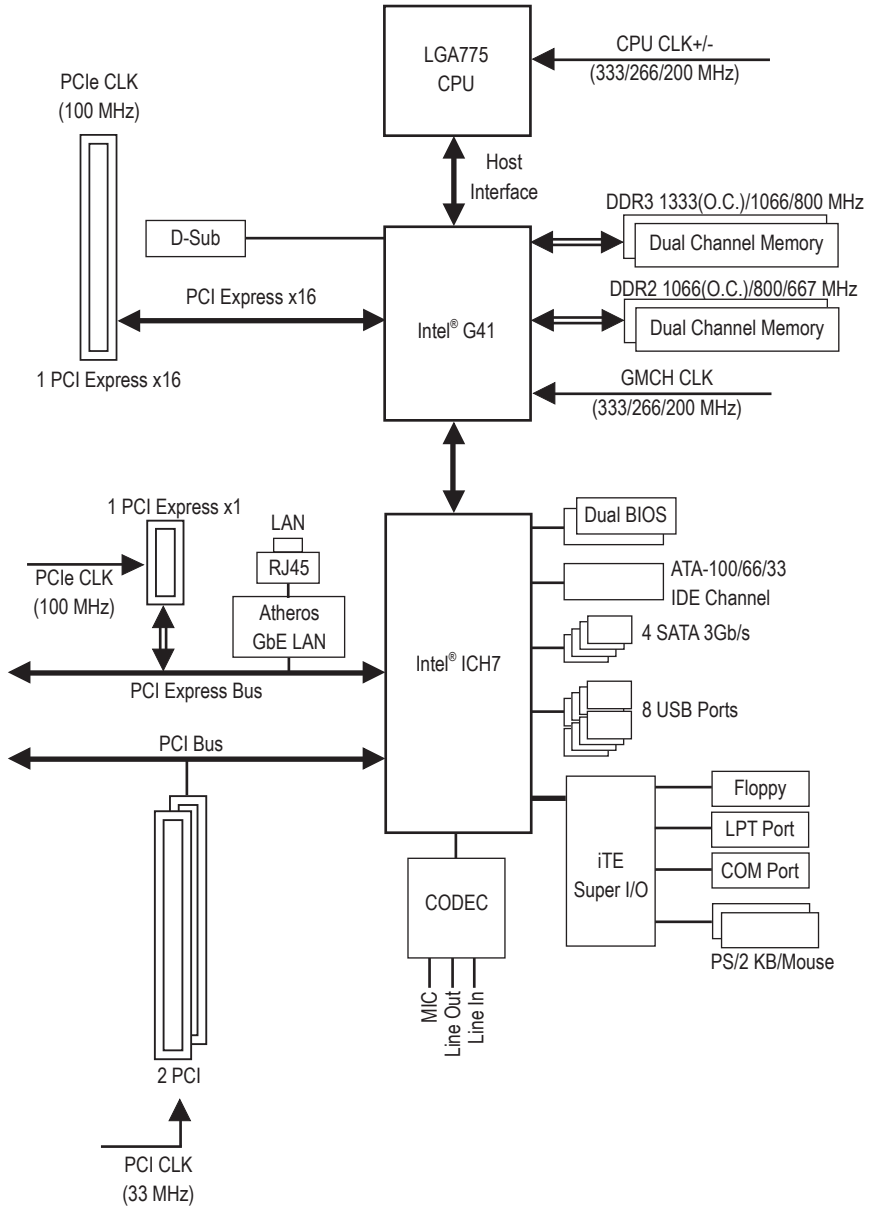 LGA775
CPU
CPU CLK+/-
(333/266/200 MHz)
PCIe CLK
(100 MHz)
Host
Interface
D-Sub
DDR3 1333(O.C.)/1066/800 MHz
Dual Channel Memory
PCI Express x16
Intel® G41
DDR2 1066(O.C.)/800/667 MHz
Dual Channel Memory
1 PCI Express x16
GMCH CLK
(333/266/200 MHz)
1 PCI Express x1
LAN
RJ45
PCIe CLK
(100 MHz)
Atheros
GbE LAN
PCI Express Bus
Intel® ICH7
Dual BIOS
ATA-100/66/33
IDE Channel
4 SATA 3Gb/s
8 USB Ports
PCI Bus
iTE
Super I/O
Floppy
LPT Port
COM Port
PS/2 KB/Mouse
CODEC
MIC
Line Out
Line In
2 PCI
PCI CLK
(33 MHz)